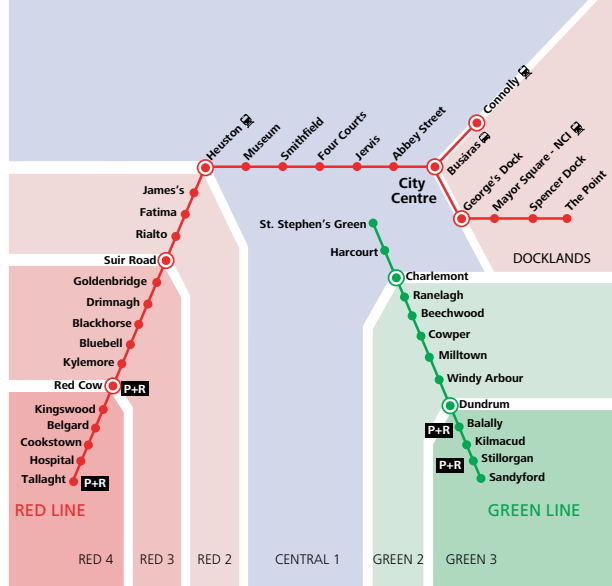 Connolly
Heuston
Museum
Smithfield
Four Courts
Jervis
Abbey Street
Busáras
George's Dock
Mayor Square - NCI
Spencer Dock
The Point
City
Centre
James's
Fatima
Rialto
Suir Road
Goldenbridge
Drimnagh
Blackhorse
Bluebell
Kylemore
Red Cow
P+R
Kingswood
Belgard
Cookstown
Hospital
Tallaght
P+R
St. Stephen's Green
Harcourt
Charlemont
Ranelagh
Beechwood
Cowper
Milltown
Windy Arbour
Dundrum
Balally
P+R
Kilmacud
Stillorgan
P+R
Sandyford
DOCKLANDS
RED LINE
GREEN LINE
RED 4
RED 3
RED 2
CENTRAL 1
GREEN 2
GREEN 3